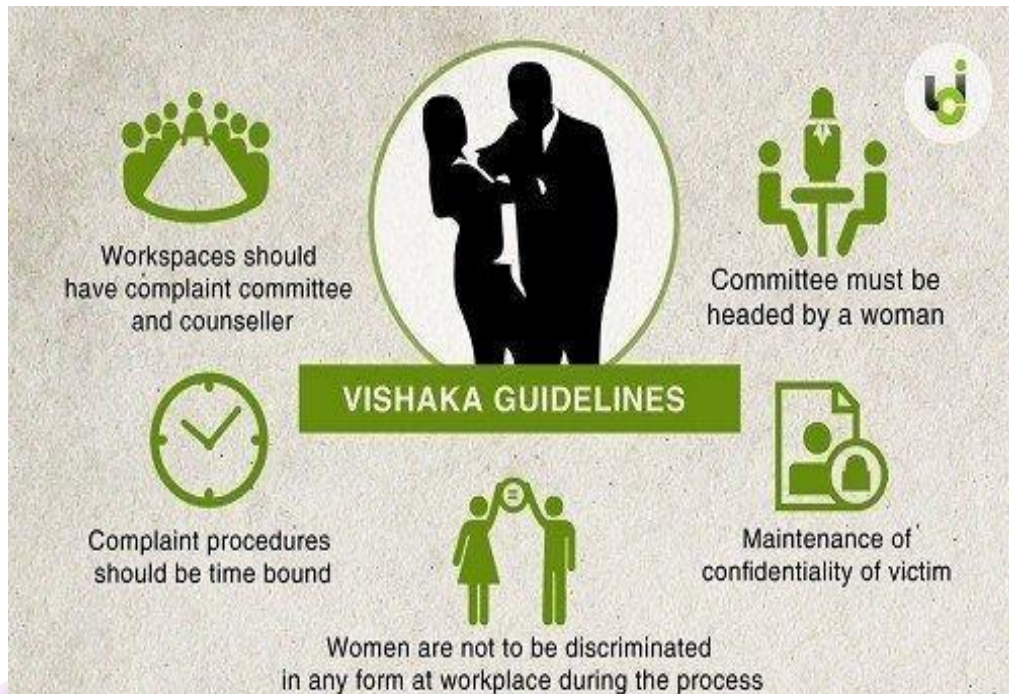 Workspaces should
have complaint committee
and counseller
Committee must be
headed by a woman
VISHAKA GUIDELINES
Complaint procedures
should be time bound
Maintenance of
confidentiality of victim
Women are not to be discriminated
in any form at workplace during the process